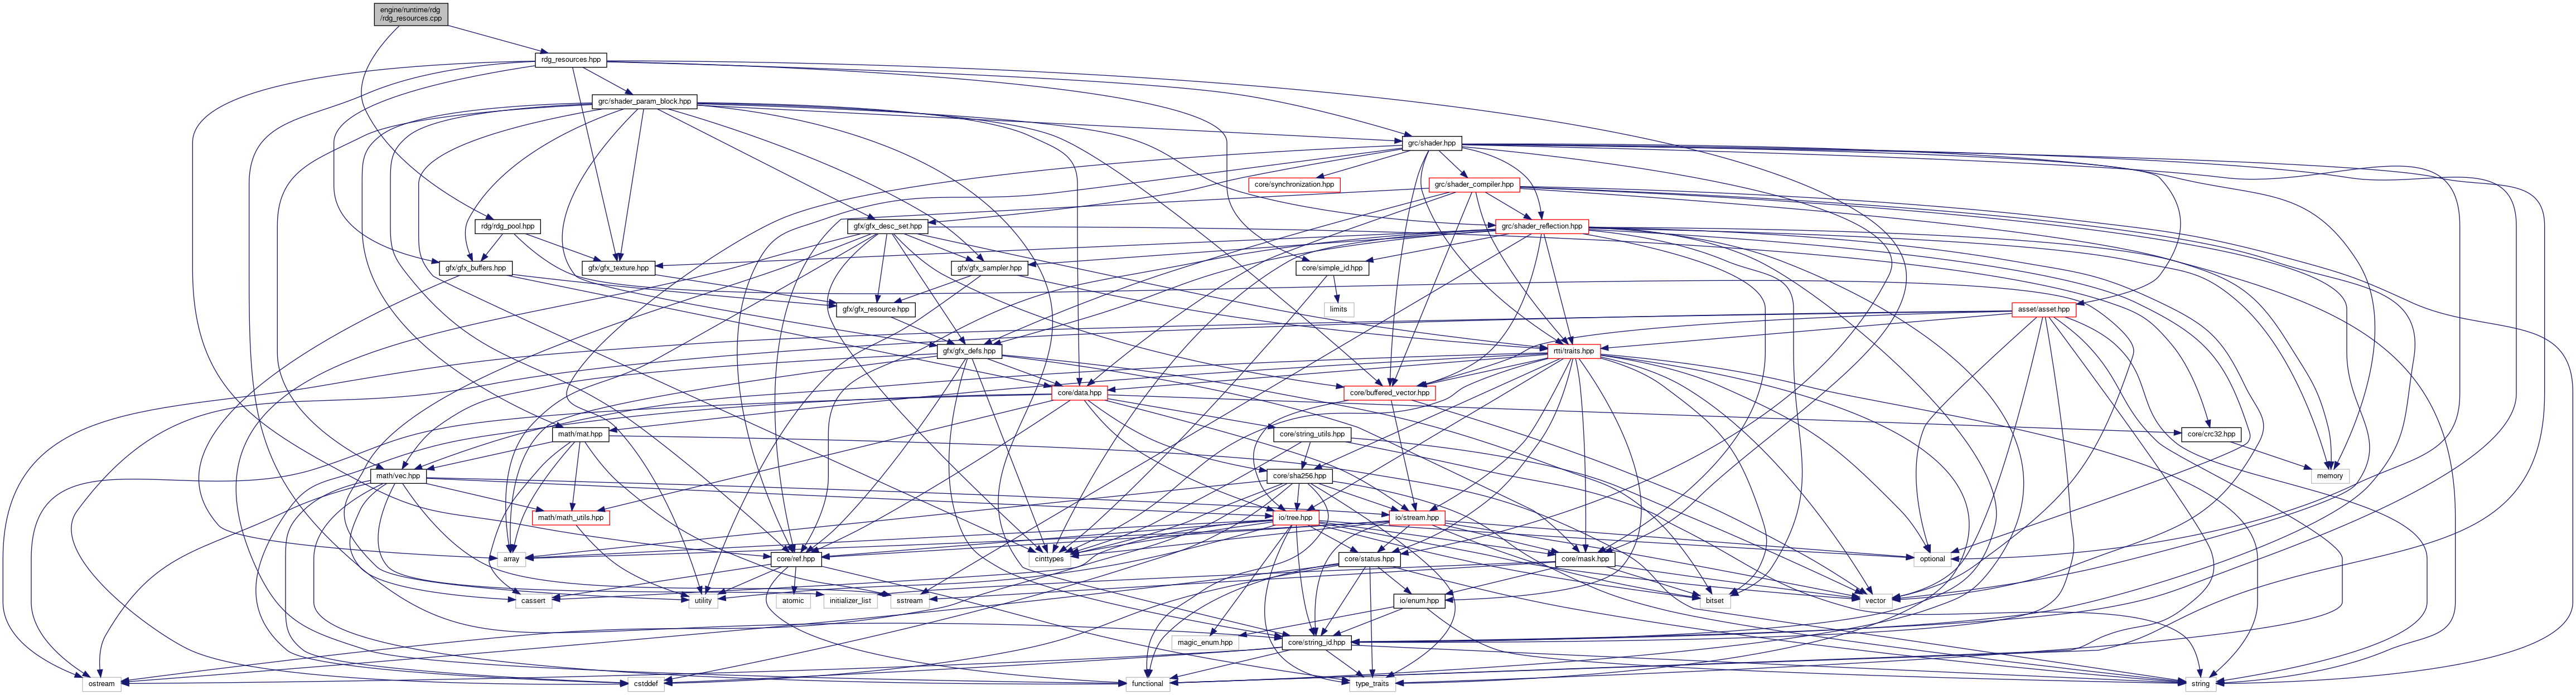 engine/runtime/rdg
/rdg_resources.cpp
rdg_resources.hpp
grc/shader_param_block.hpp
grc/shader.hpp
core/synchronization.hpp
grc/shader_compiler.hpp
rdg/rdg_pool.hpp
gfx/gfx_desc_set.hpp
grc/shader_reflection.hpp
gfx/gfx_buffers.hpp
gfx/gfx_texture.hpp
gfx/gfx_sampler.hpp
core/simple_id.hpp
gfx/gfx_resource.hpp
limits
asset/asset.hpp
gfx/gfx_defs.hpp
rtti/traits.hpp
core/data.hpp
core/buffered_vector.hpp
math/mat.hpp
core/string_utils.hpp
core/crc32.hpp
math/vec.hpp
core/sha256.hpp
memory
math/math_utils.hpp
io/tree.hpp
io/stream.hpp
array
core/ref.hpp
cinttypes
core/status.hpp
core/mask.hpp
optional
cassert
utility
atomic
initializer_list
sstream
io/enum.hpp
bitset
vector
magic_enum.hpp
core/string_id.hpp
ostream
cstddef
functional
type_traits
string